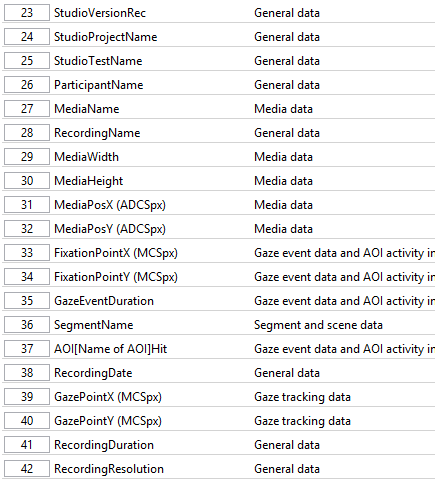 23 StudioVersionRec General data
24 StudioProjectName General data
25 StudioTestName General data
26 ParticipantName General data
27 MediaName Media data
28 RecordingName General data
29 MediaWidth Media data
30 MediaHeight Media data
31 MediaPosX (ADCSpx) Media data
32 MediaPosY (ADCSpx) Media data
33 FixationPointX (MCSpx) Gaze event data and AOI activity in
34 FixationPointY (MCSpx) Gaze event data and AOI activity in
35 GazeEventDuration Gaze event data and AOI activity in
36 SegmentName Segment and scene data
37 AOI[Name of AOI]Hit Gaze event data and AOI activity in
38 RecordingDate General data
39 GazePointX (MCSpx) Gaze tracking data
40 GazePointY (MCSpx) Gaze tracking data
41 RecordingDuration General data
42 RecordingResolution General data